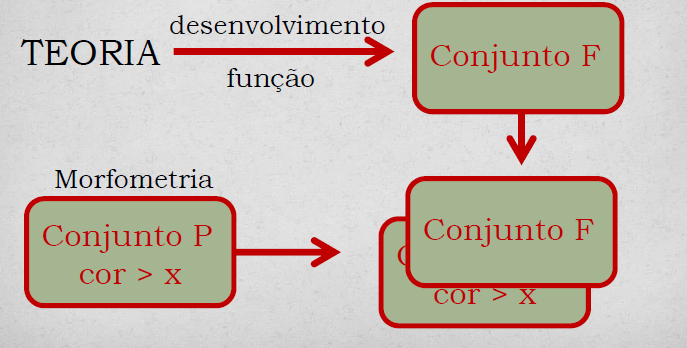 desenvolvimento
TEORIA
função
Conjunto F
Morfometria
Conjunto P
cor > x
Conjunto F
C
cor > x